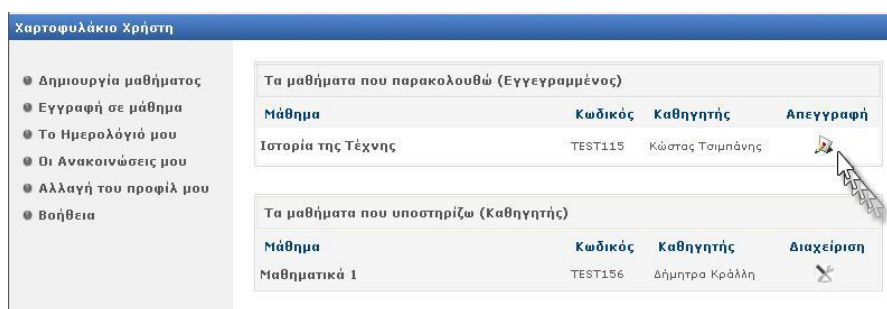 Χαρτοφυλάκιο Χρήστη
Δημιουργία μαθήματος
Εγγραφή σε μάθημα
Το Ημερολόγιό μου
Οι Ανακοινώσεις μου
Αλλαγή του προφίλ μου
Βοήθεια
Τα μαθήματα που παρακολουθώ (Εγγεγραμμένος)
Μάθημα Κωδικός Καθηγητής Απεγγραφή
Ιστορία της Τέχνης TEST115 Κώστας Τσιμπάνης
Τα μαθήματα που υποστηρίζω (Καθηγητής)
Μάθημα Κωδικός Καθηγητής Διαχείριση
Μαθηματικά 1 TEST156 Δήμητρα Κράλλη